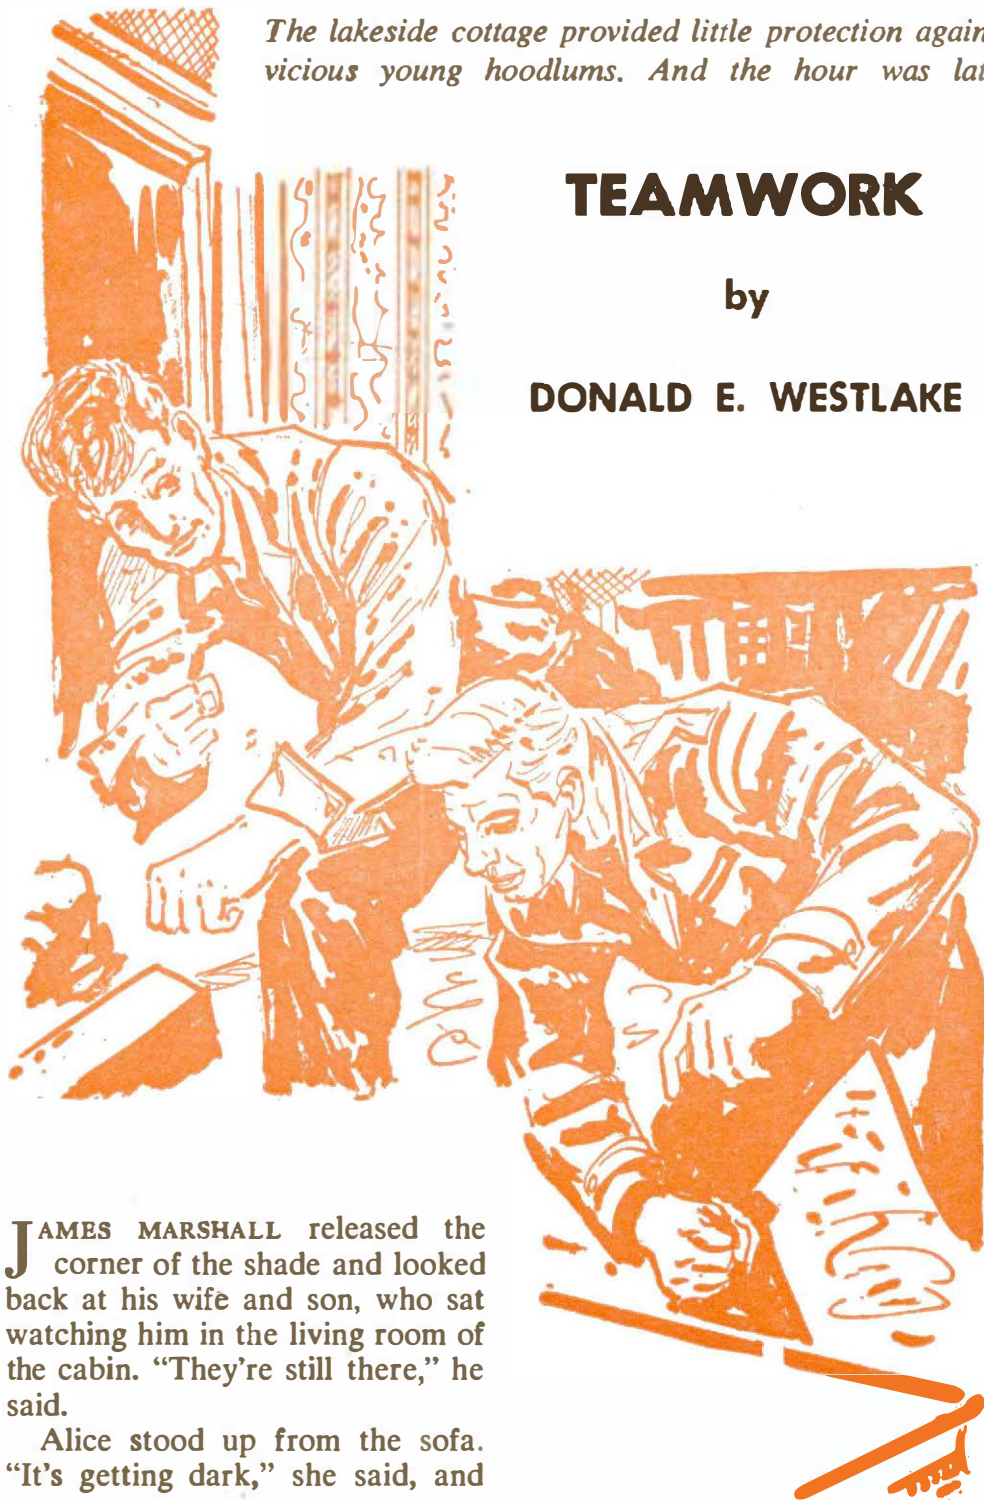 The lakeside cottage provided little protection again
vicious young hoodlums. And the hour was lat
TEAMWORK
by
DONALD E. WESTLAKE
JAMES MARSHALL released the
corner of the shade and looked
back at his wife and son, who sat
watching him in the living room of
the cabin. “They're still there,” he
said.
Alice stood up from the sofa.
“It's getting dark,” she said, and